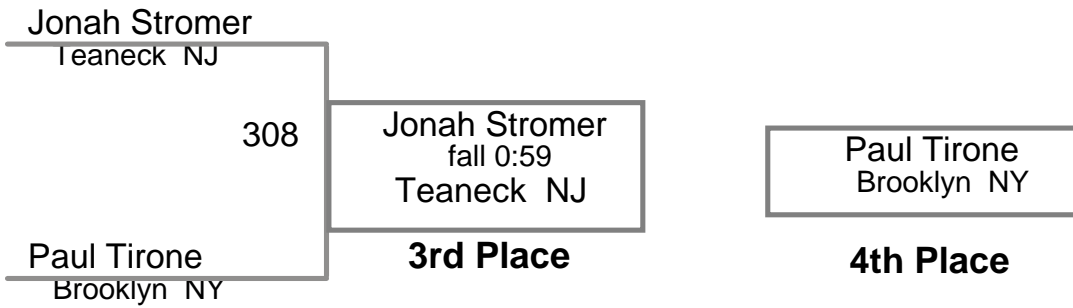 Jonah Stromer
Teaneck NJ
308
Jonah Stromer
fall 0:59
Teaneck NJ
3rd Place
Paul Tirone
Brooklyn NY
4th Place
Paul Tirone
Brooklyn NY